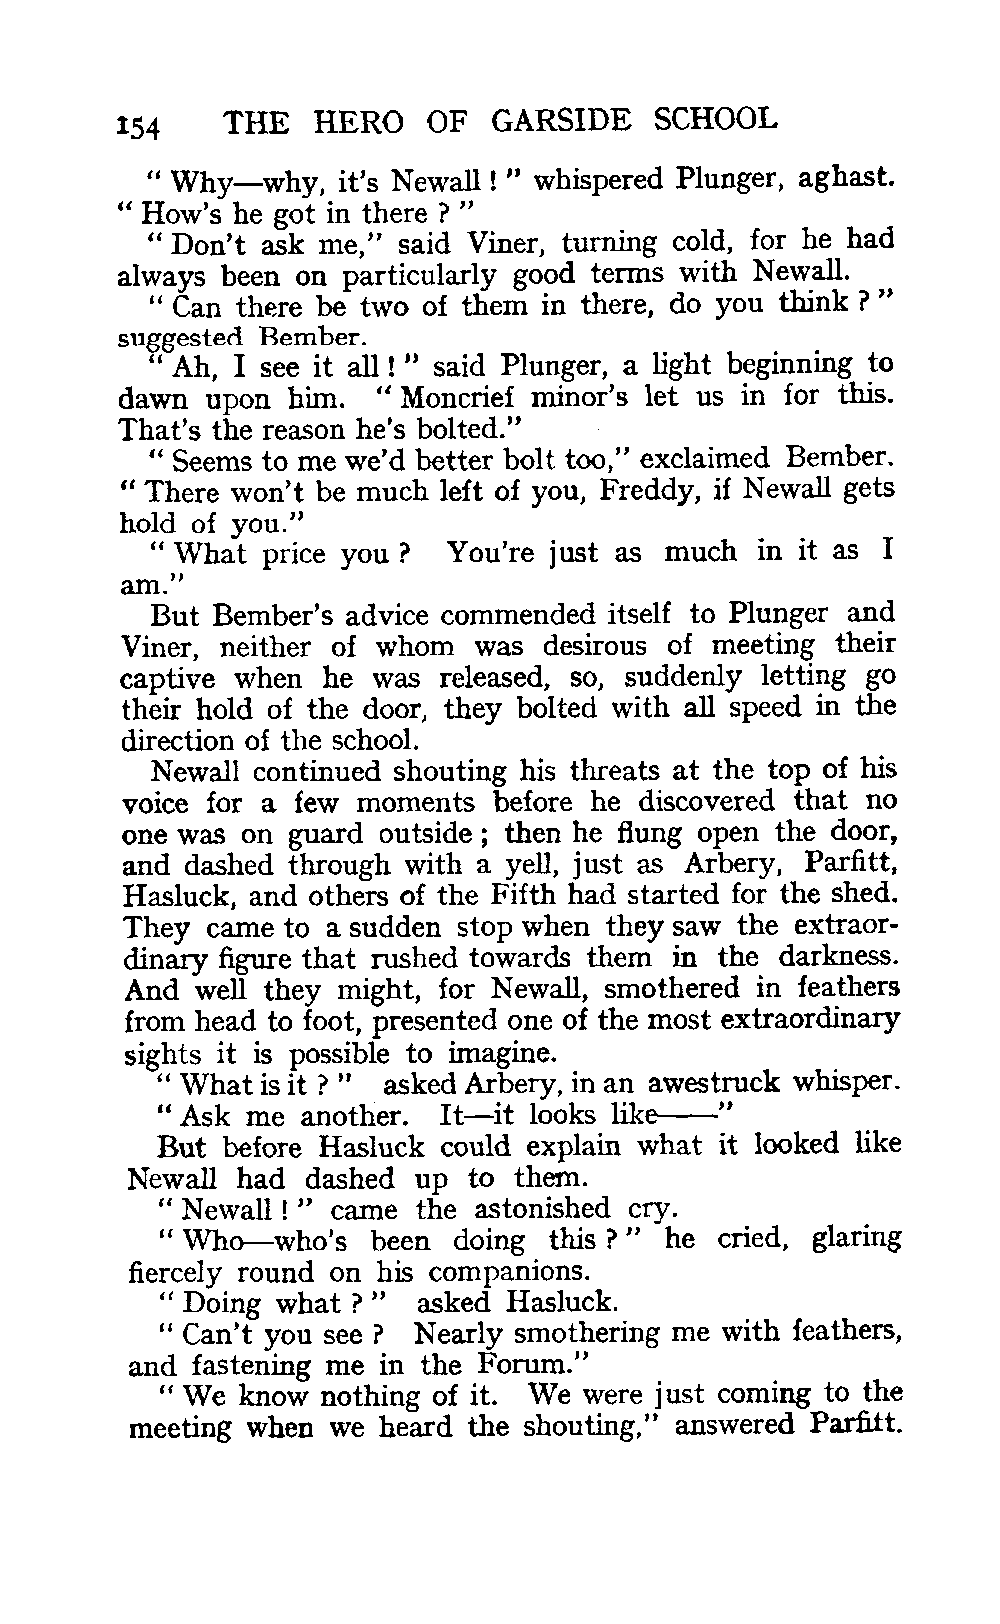 154 THE HERO OF GARSIDE SCHOOL
“ Why—why, it's Newall ! ” whispered Plunger, aghast.
“ How's he got in there ? ”
“ Don't ask me,” said Viner, turning cold, for he had
always been on particularly good terms with Newall.
“ Can there be two of them in there, do you think ? ”
suggested Bember.
“ Ah, I see it all ! ” said Plunger, a light beginning to
dawn upon him. “ Moncrief minor's let us in for this.
That's the reason he's bolted.”
“ Seems to me we'd better bolt too,” exclaimed Bember.
“ There won't be much left of you, Freddy, if Newall gets
hold of you.”
“ What price you ? You're just as much in it as I
am.”
But Bember's advice commended itself to Plunger and
Viner, neither of whom was desirous of meeting their
captive when he was released, so, suddenly letting go
their hold of the door, they bolted with all speed in the
direction of the school.
Newall continued shouting his threats at the top of his
voice for a few moments before he discovered that no
one was on guard outside ; then he flung open the door,
and dashed through with a yell, just as Arbery, Parfitt,
Hasluck, and others of the Fifth had started for the shed.
They came to a sudden stop when they saw the extraor-
dinary figure that rushed towards them in the darkness.
And well they might, for Newall, smothered in feathers
from head to foot, presented one of the most extraordinary
sights it is possible to imagine.
“ What is it ? ” asked Arbery, in an awestruck whisper.
“ Ask me another. It—it looks like——”
But before Hasluck could explain what it looked like
Newall had dashed up to them.
“ Newall ! ” came the astonished cry.
“ Who—who's been doing this ? ” he cried, glaring
fiercely round on his companions.
“ Doing what ? ” asked Hasluck.
“ Can't you see ? Nearly smothering me with feathers,
and fastening me in the Forum.”
“ We know nothing of it. We were just coming to the
meeting when we heard the shouting,” answered Parfitt.